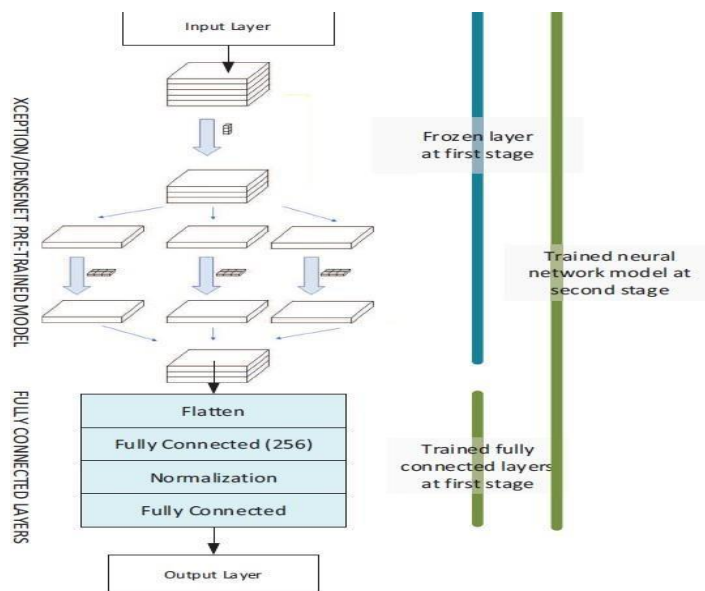 Input Layer
XCEPTION/DENSENET PRE-TRAINED MODEL
Frozen layer
at first stage
Trained neural
network model at
second stage
FULLY CONNECTED LAYERS
Flatten
Fully Connected (256)
Normalization
Fully Connected
Trained fully
connected layers
at first stage
Output Layer